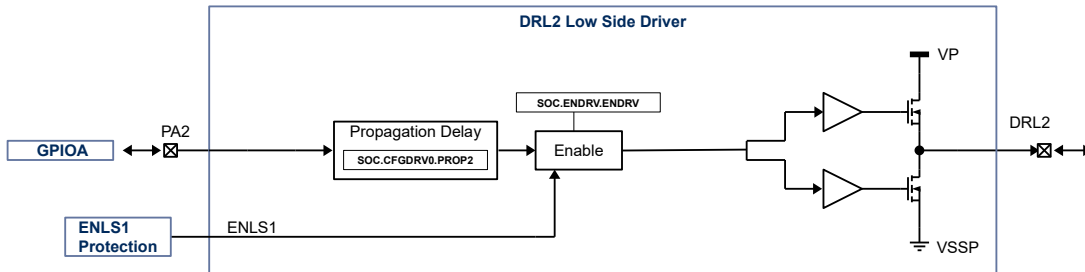 DRL2 Low Side Driver
VP
SOC.ENDRV.ENDRV
PA2
Propagation Delay
DRL2
GPIOA
SOC.CFGDRV0.PROP2
Enable
ENLS1
Protection
ENLS1
VSSP